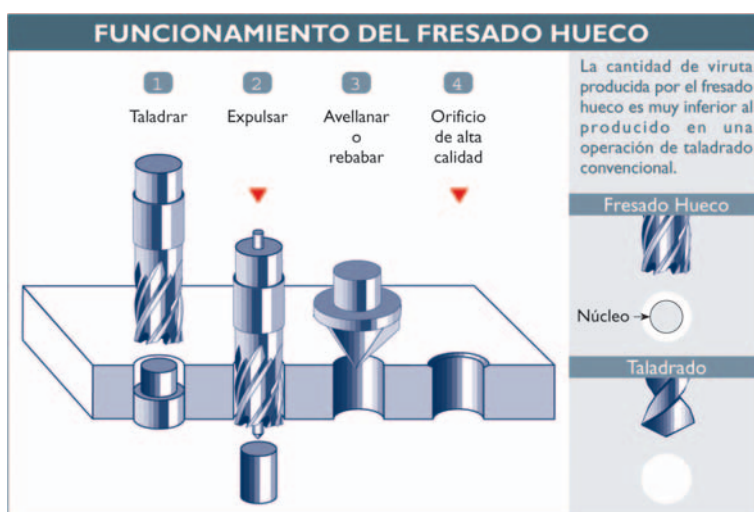 FUNCIONAMIENTO DEL FRESADO HUECO
1
Taladrar
2
Expulsar
3
Avellanar
o
rebabar
4
Orificio
de alta
calidad
La cantidad de viruta
producida por el fresado
hueco es muy inferior al
producido en una
operación de taladrado
convencional.
Fresado Hueco
Núcleo
Taladrado